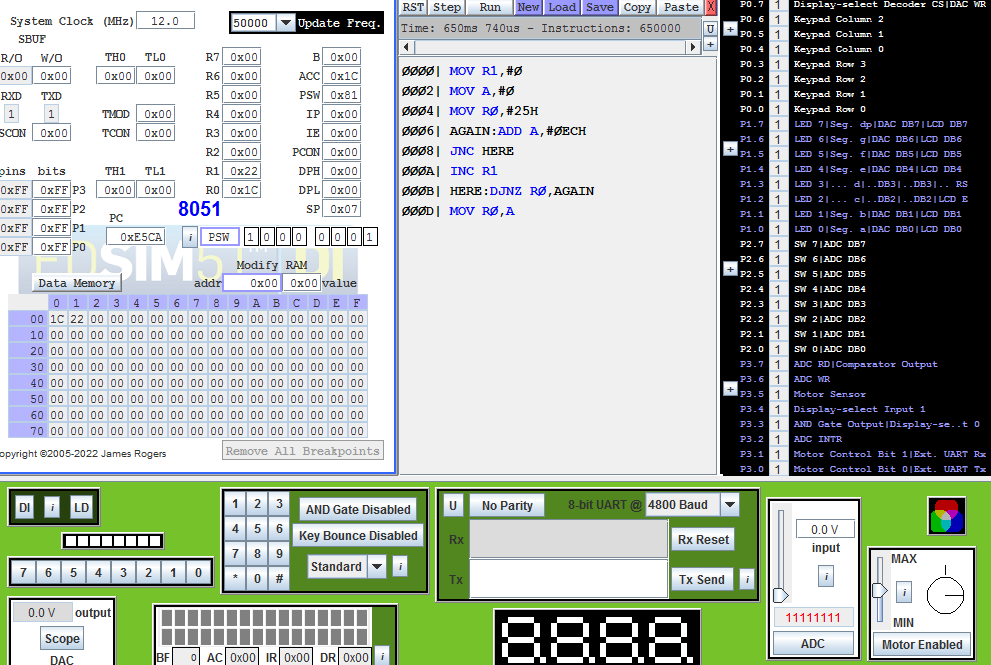 System Clock (MHz) 12.0 50000 Update Freq.
SBUF
R/O W/O TH0 TL0 R7 0x00 B 0x00
0x00 0x00 0x00 0x00 R6 0x00 ACC 0x1C
RXD TXD R5 0x00 PSW 0x81
1 1 TMOD 0x00 R4 0x00 IP 0x00
SCON 0x00 TCON 0x00 R3 0x00 IE 0x00
R2 0x00 PCON 0x00
pins bits TH1 TL1 R1 0x22 DPH 0x00
0xFF 0xFF P3 0x00 0x00 R0 0x1C DPL 0x00
0xFF 0xFF P2 8051 SP 0x07
0xFF 0xFF P1 PC
0xFF 0xFF P0 0xE5CA i PSW 1 0 0 0 0 0 0 1
Modify RAM
Data Memory addr 0x00 0x00 value
0 1 2 3 4 5 6 7 8 9 A B C D E F
00 1C 22 00 00 00 00 00 00 00 00 00 00 00 00 00 00
10 00 00 00 00 00 00 00 00 00 00 00 00 00 00 00 00
20 00 00 00 00 00 00 00 00 00 00 00 00 00 00 00 00
30 00 00 00 00 00 00 00 00 00 00 00 00 00 00 00 00
40 00 00 00 00 00 00 00 00 00 00 00 00 00 00 00 00
50 00 00 00 00 00 00 00 00 00 00 00 00 00 00 00 00
60 00 00 00 00 00 00 00 00 00 00 00 00 00 00 00 00
70 00 00 00 00 00 00 00 00 00 00 00 00 00 00 00 00
opyright ©2005-2022 James Rogers Remove All Breakpoints
RST Step Run New Load Save Copy Paste X
Time: 650ms 740us - Instructions: 650000 U
0000| MOV R1,#0
0002| MOV A,#0
0004| MOV R0,#25H
0006| AGAIN:ADD A,#0ECH
0008| JNC HERE
000A| INC R1
000B| HERE:DJNZ R0,AGAIN
000D| MOV R0,A
P0.7 1 Display-select Decoder CS|DAC WR
P0.6 1 Keypad Column 2
P0.5 1 Keypad Column 1
P0.4 1 Keypad Column 0
P0.3 1 Keypad Row 3
P0.2 1 Keypad Row 2
P0.1 1 Keypad Row 1
P0.0 1 Keypad Row 0
P1.7 1 LED 7|Seg. dp|DAC DB7|LCD DB7
P1.6 1 LED 6|Seg. g|DAC DB6|LCD DB6
P1.5 1 LED 5|Seg. f|DAC DB5|LCD DB5
P1.4 1 LED 4|Seg. e|DAC DB4|LCD DB4
P1.3 1 LED 3|... d|..DB3|..DB3|.. RS
P1.2 1 LED 2|... c|..DB2|..DB2|LCD E
P1.1 1 LED 1|Seg. b|DAC DB1|LCD DB1
P1.0 1 LED 0|Seg. a|DAC DB0|LCD DB0
P2.7 1 SW 7|ADC DB7
P2.6 1 SW 6|ADC DB6
P2.5 1 SW 5|ADC DB5
P2.4 1 SW 4|ADC DB4
P2.3 1 SW 3|ADC DB3
P2.2 1 SW 2|ADC DB2
P2.1 1 SW 1|ADC DB1
P2.0 1 SW 0|ADC DB0
P3.7 1 ADC RD|Comparator Output
P3.6 1 ADC WR
P3.5 1 Motor Sensor
P3.4 1 Display-select Input 1
P3.3 1 AND Gate Output|Display-se..t 0
P3.2 1 ADC INTR
P3.1 1 Motor Control Bit 1|Ext. UART Rx
P3.0 1 Motor Control Bit 0|Ext. UART Tx
DI i LD
7 6 5 4 3 2 1 0
0.0 V output
Scope
DAC
1 2 3
4 5 6
7 8 9
* 0 #
AND Gate Disabled
Key Bounce Disabled
Standard i
BF 0 AC 0x00 IR 0x00 DR 0x00 i
U No Parity 8-bit UART @ 4800 Baud
Rx Rx Reset
Tx Tx Send i
8.8.8.8.
0.0 V
input
i
11111111
ADC
MAX
i
MIN
Motor Enabled